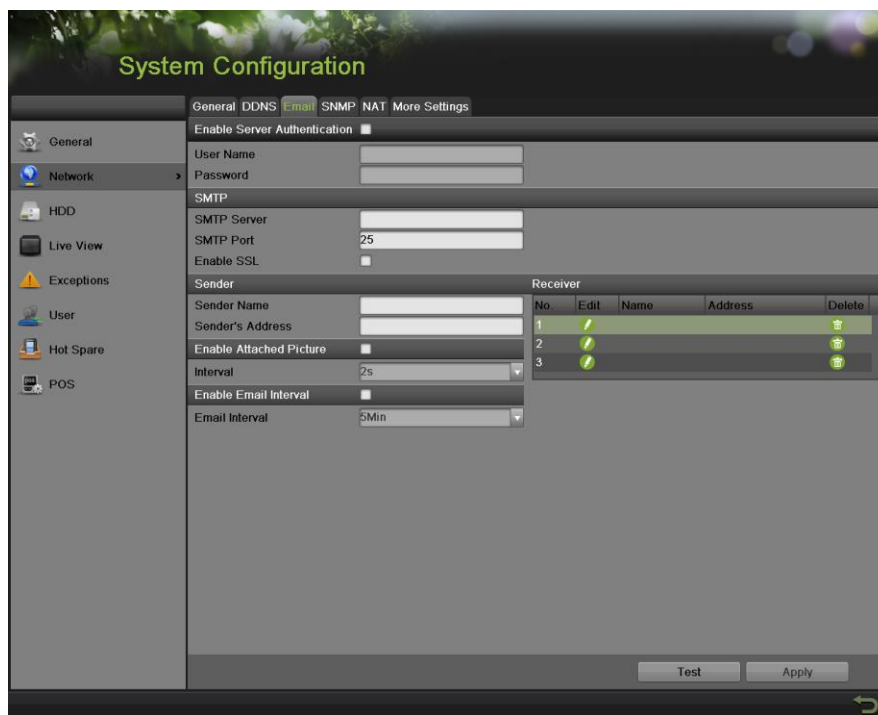 System Configuration
General DDNS Email SNMP NAT More Settings
General
Network
HDD
Live View
Exceptions
User
Hot Spare
POS
Enable Server Authentication
User Name
Password
SMTP
SMTP Server
SMTP Port 25
Enable SSL
Sender
Sender Name
Sender's Address
Enable Attached Picture
Interval 2s
Enable Email Interval
Email Interval 5Min
Receiver
No. Edit Name Address Delete
1
2
3
Test Apply